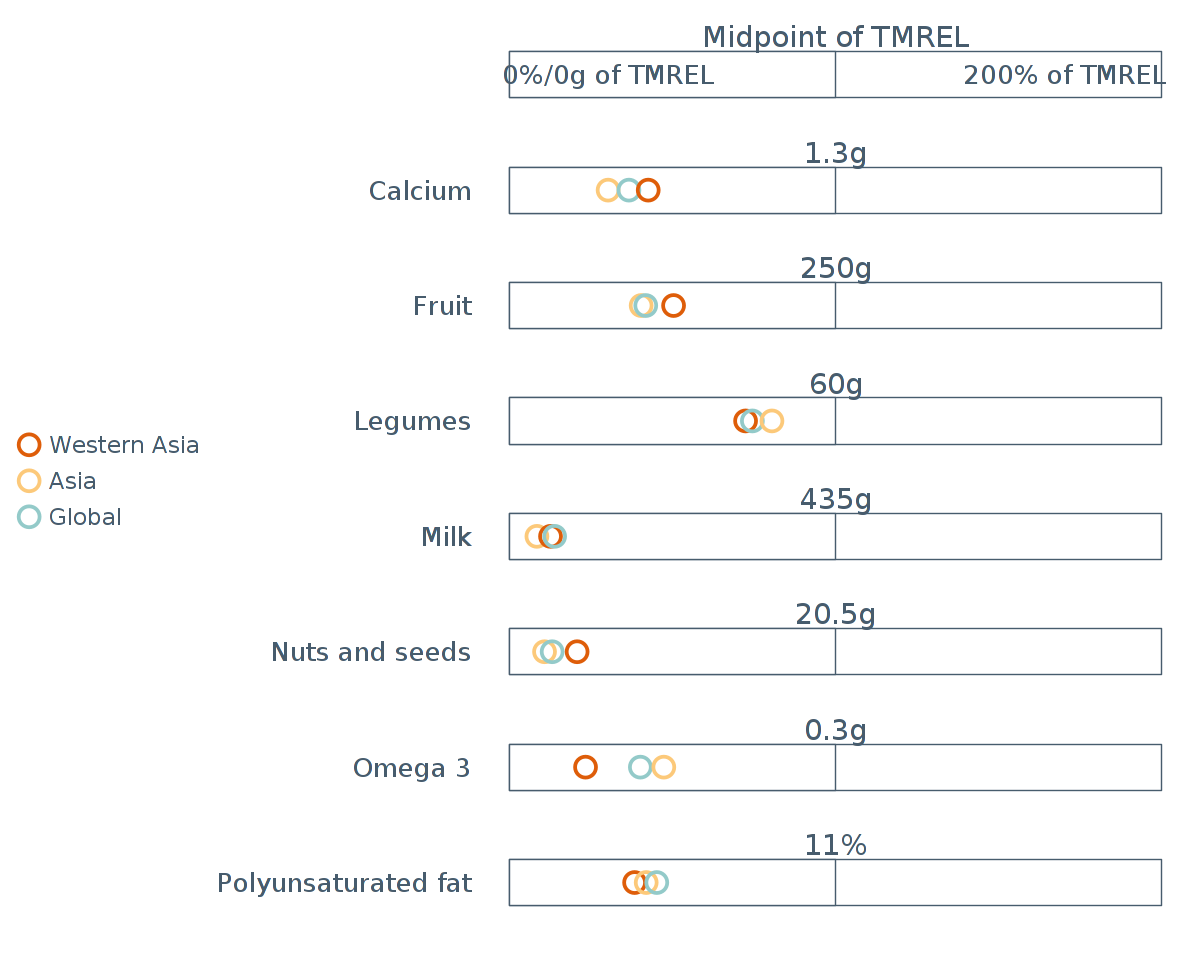 Midpoint of TMREL
0%/0g of TMREL
200% of TMREL
1.3g
Calcium
250g
Fruit
60g
Legumes
Western Asia
Asia
Global
435g
Milk
20.5g
Nuts and seeds
0.3g
Omega 3
11%
Polyunsaturated fat